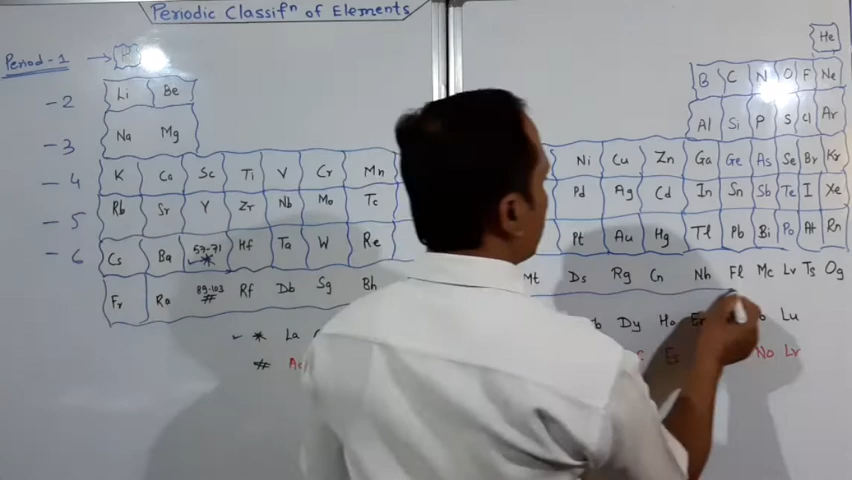 Periodic Classifⁿ of Elements
He
Period-1 → H
-2 Li Be B C N O F Ne
-3 Na Mg Al Si P S Cl Ar
-4 K Ca Sc Ti V Cr Mn Ni Cu Zn Ga Ge As Se Br Kr
-5 Rb Sr Y Zr Nb Mo Tc Pd Ag Cd In Sn Sb Te I Xe
-6 Cs Ba 57-71 * Hf Ta W Re Pt Au Hg Tl Pb Bi Po At Rn
Fr Ra 89-103 # Rf Db Sg Bh Mt Ds Rg Cn Nh Fl Mc Lv Ts Og
✓ * La Dy Ho Er Lu
# Ac Es No Lr